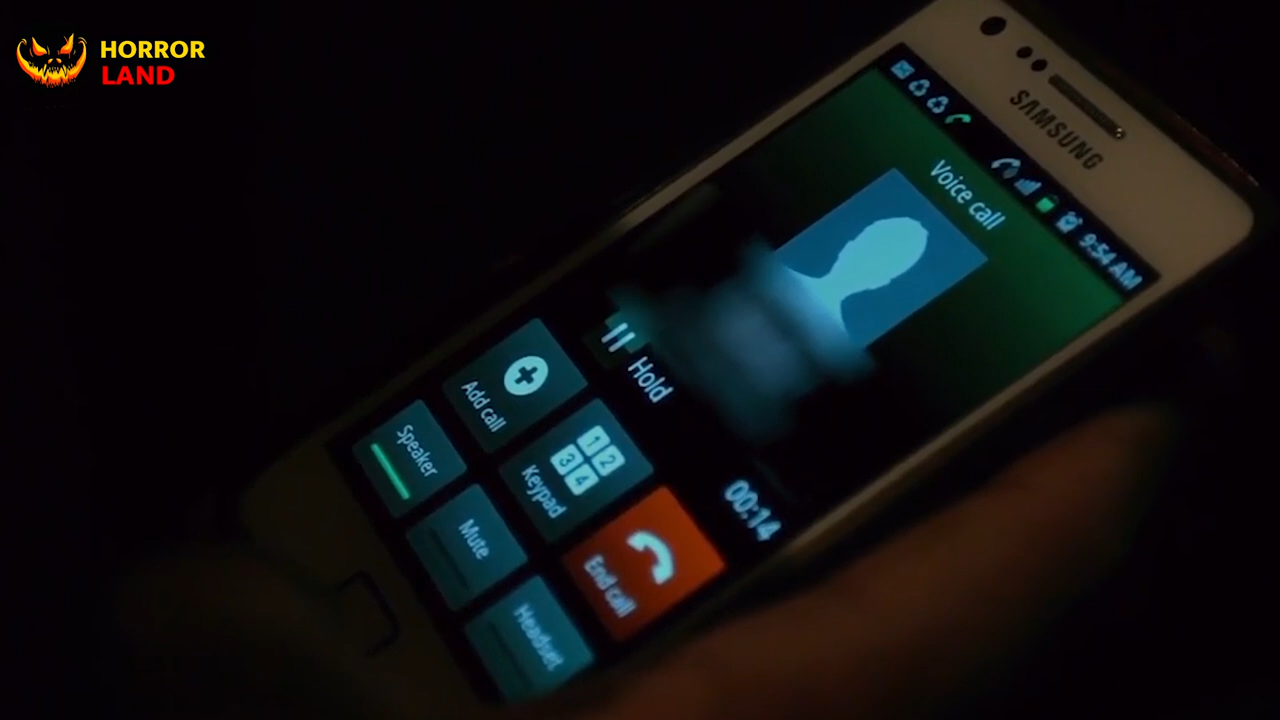 HORROR
LAND
SAMSUNG
9:54 AM
Voice call
Hold
00:14
Add call
Keypad
1 2
3 4
End call
Speaker
Mute
Headset